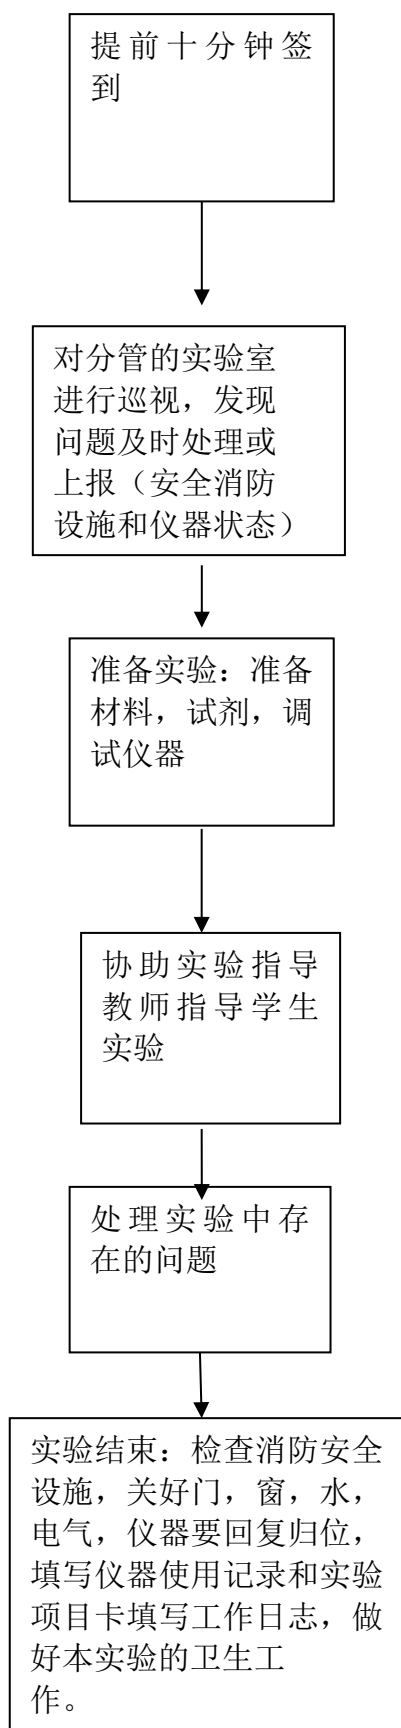 提前十分钟签
到
对分管的实验室
进行巡视，发现
问题及时处理或
上报（安全消防
设施和仪器状态）
准备实验：准备
材料，试剂，调
试仪器
协助实验指导
教师指导学生
实验
处理实验中存
在的问题
实验结束：检查消防安全
设施，关好门，窗，水，
电气，仪器要回复归位，
填写仪器使用记录和实验
项目卡填写工作日志，做
好本实验的卫生工
作。